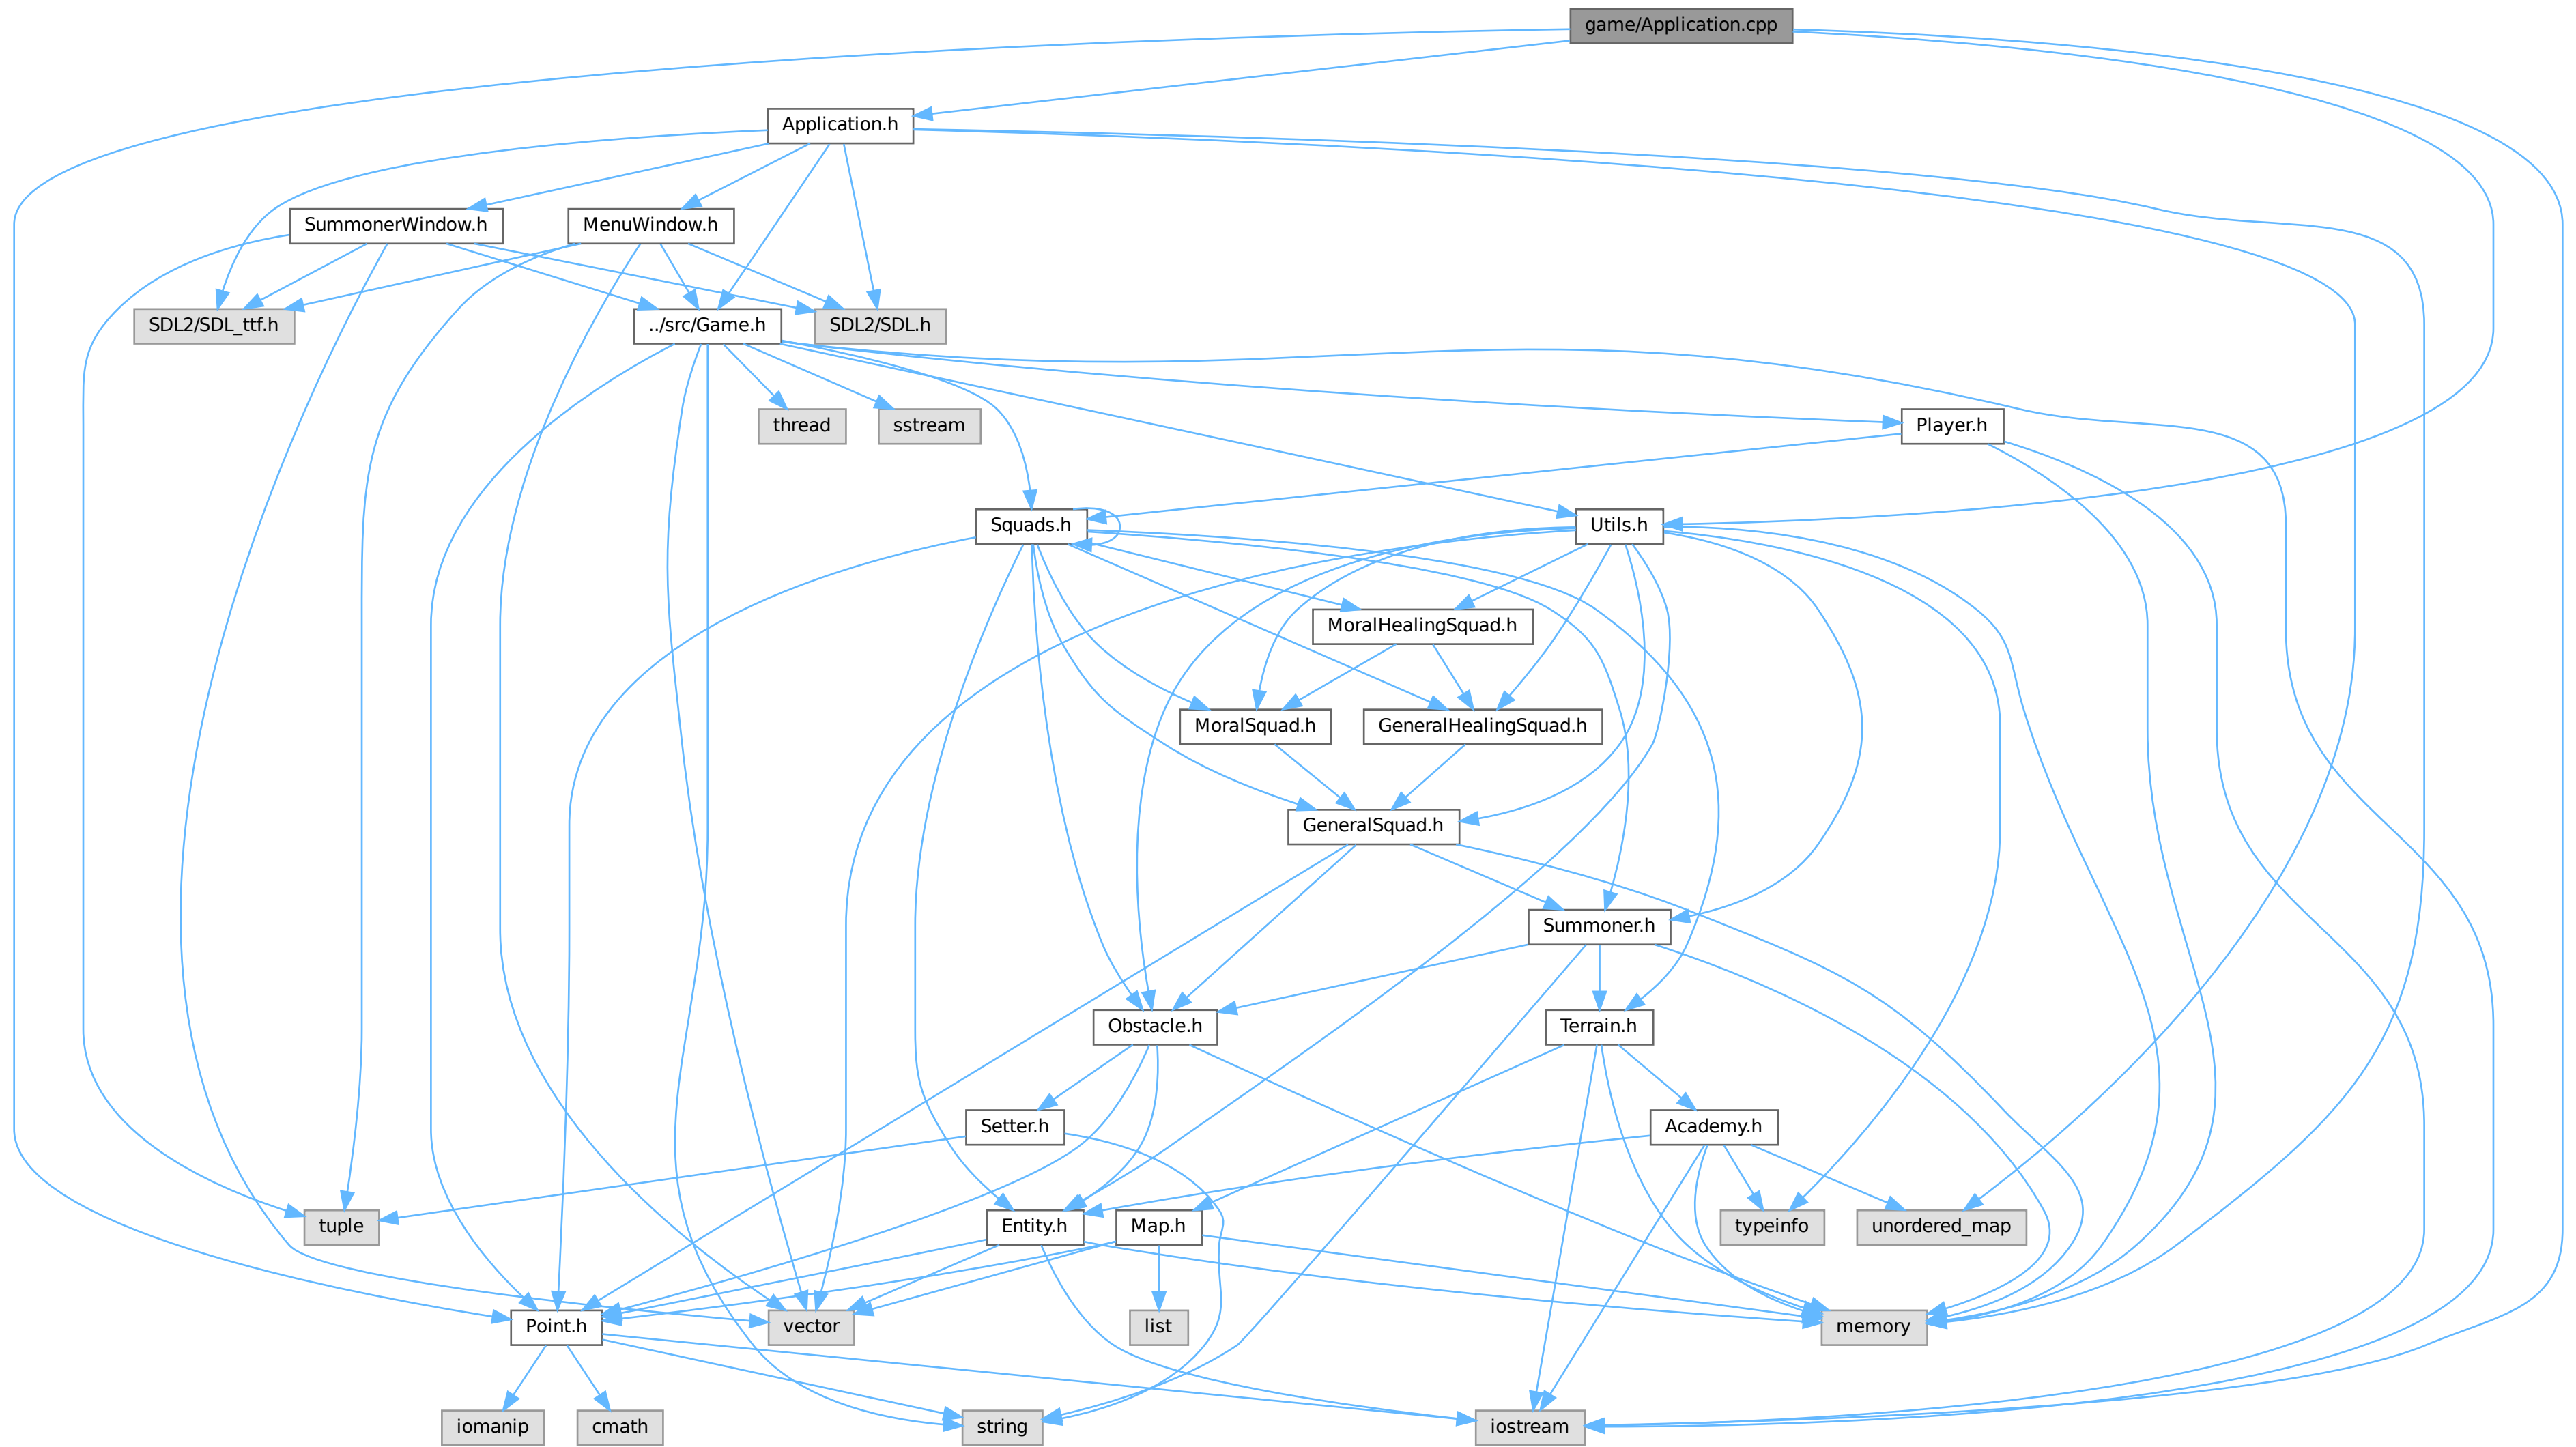 game/Application.cpp
Application.h
SummonerWindow.h
MenuWindow.h
SDL2/SDL_ttf.h
../src/Game.h
SDL2/SDL.h
thread
sstream
Player.h
Squads.h
Utils.h
MoralHealingSquad.h
MoralSquad.h
GeneralHealingSquad.h
GeneralSquad.h
Summoner.h
Obstacle.h
Terrain.h
Setter.h
Academy.h
tuple
Entity.h
Map.h
typeinfo
unordered_map
Point.h
vector
list
memory
iomanip
cmath
string
iostream